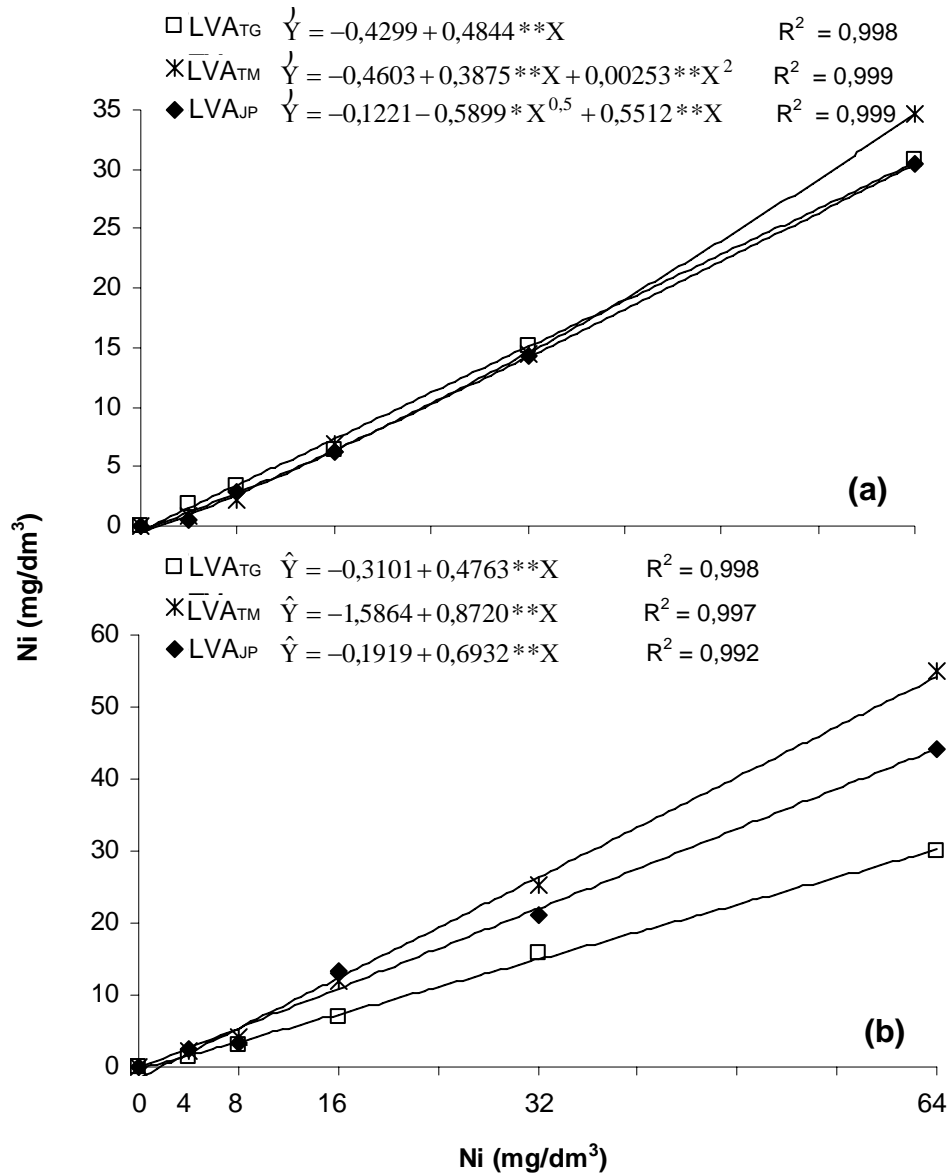 LVATG Ŷ = −0,4299 + 0,4844 **X R² = 0,998
LVATM Ŷ = −0,4603 + 0,3875 **X + 0,00253 **X² R² = 0,999
LVAJP Ŷ = −0,1221 − 0,5899 * X^0,5 + 0,5512 **X R² = 0,999
35
30
25
20
15
10
5
0
(a)
LVATG Ŷ = −0,3101 + 0,4763 **X R² = 0,998
LVATM Ŷ = −1,5864 + 0,8720 **X R² = 0,997
LVAJP Ŷ = −0,1919 + 0,6932 **X R² = 0,992
60
50
40
30
20
10
0
(b)
0 4 8 16 32 64
Ni (mg/dm³)
Ni (mg/dm³)